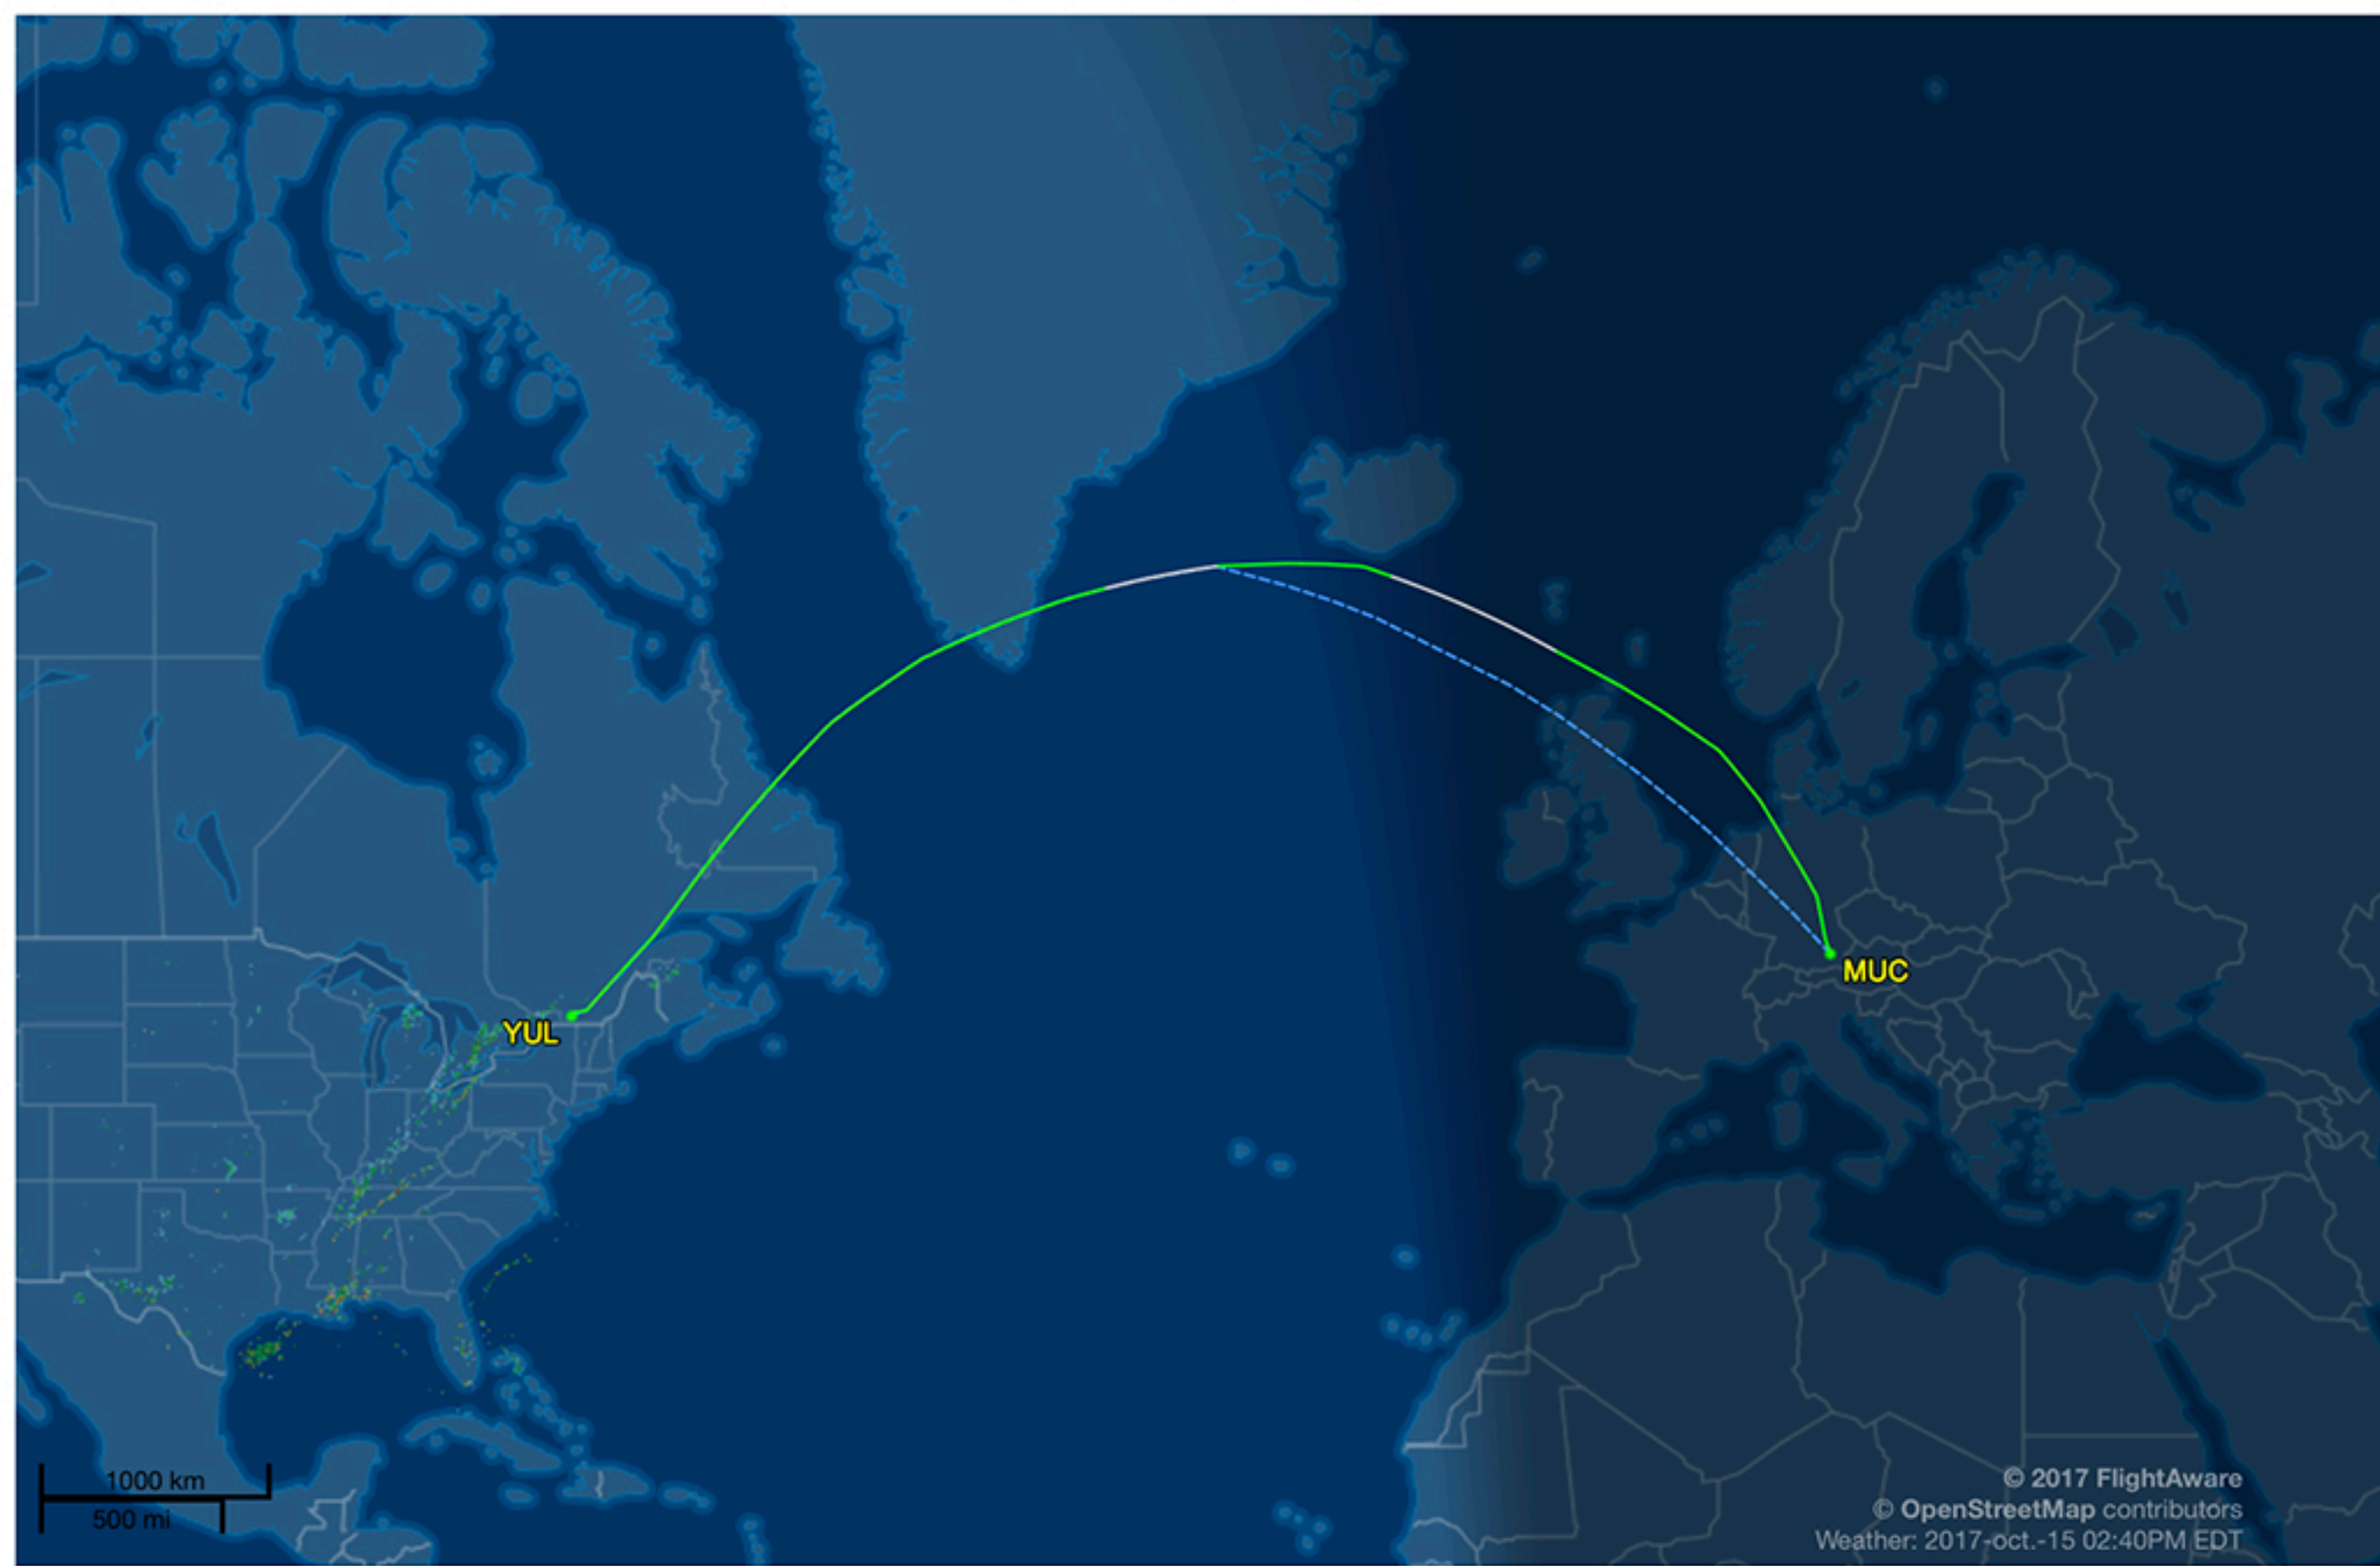 MUC
YUL
1000 km
500 mi
© 2017 FlightAware
© OpenStreetMap contributors
Weather: 2017-oct.-15 02:40PM EDT